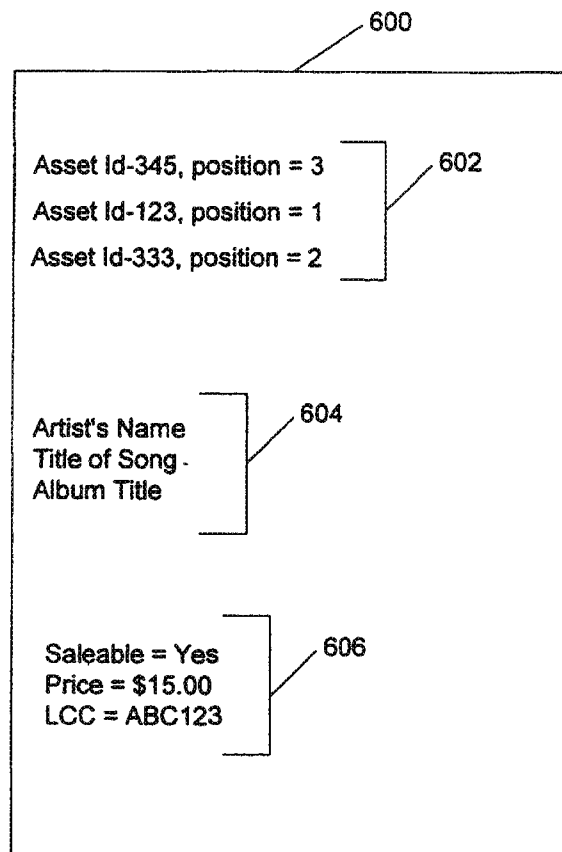 600
Asset Id-345, position = 3
602
Asset Id-123, position = 1
Asset Id-333, position = 2
604
Artist's Name
Title of Song
Album Title
606
Saleable = Yes
Price = $15.00
LCC = ABC123